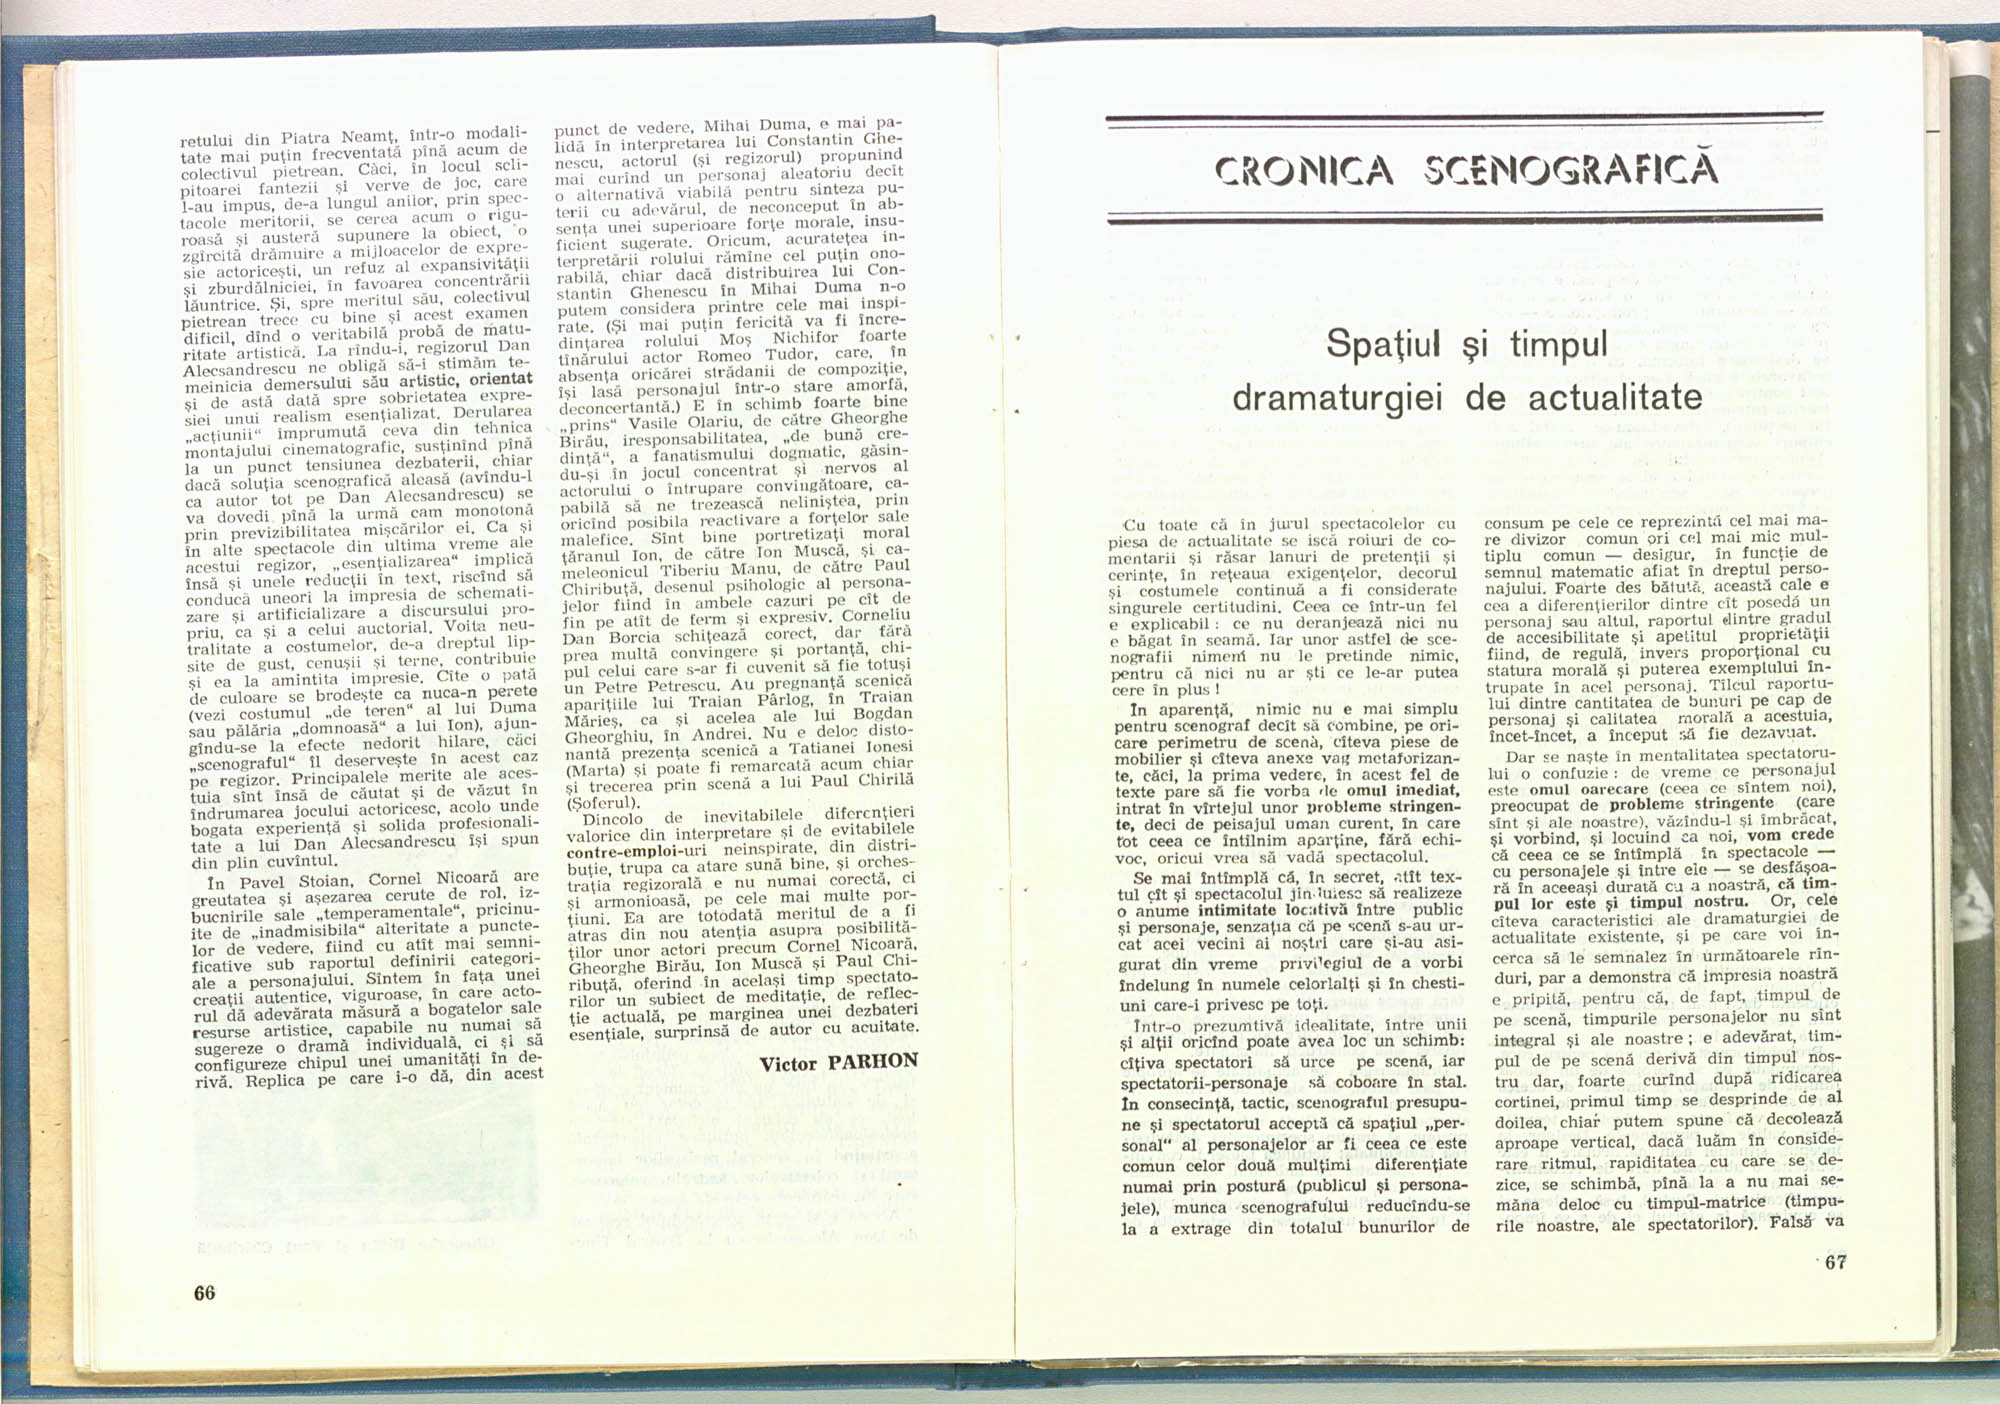 retului din Piatra Neamț, într-o modali-
tate mai puțin frecventată pînă acum de
colectivul pietrean. Căci, în locul scli-
pitoarei fantezii și verve de joc, care
l-au impus, de-a lungul anilor, prin spec-
tacole meritorii, se cerea acum o rigu-
roasă și austeră supunere la obiect, o
zgîrcită drămuire a mijloacelor de expre-
sie actoricești, un refuz al expansivității
și zburdălniciei, în favoarea concentrării
lăuntrice. Și, spre meritul său, colectivul
pietrean trece cu bine și acest examen
dificil, dînd o veritabilă probă de matu-
ritate artistică. La rîndu-i, regizorul Dan
Alecsandrescu ne obligă să-i stimăm te-
meinicia demersului său artistic, orientat
și de astă dată spre sobrietatea expre-
siei unui realism esențializat. Derularea
„acțiunii“ împrumută ceva din tehnica
montajului cinematografic, susținînd pînă
la un punct tensiunea dezbaterii, chiar
dacă soluția scenografică aleasă (avîndu-l
ca autor tot pe Dan Alecsandrescu) se
va dovedi pînă la urmă cam monotonă
prin previzibilitatea mișcărilor ei. Ca și
în alte spectacole din ultima vreme ale
acestui regizor, „esențializarea“ implică
însă și unele reducții în text, riscînd să
conducă uneori la impresia de schemati-
zare și artificializare a discursului pro-
priu, ca și a celui auctorial. Voita neu-
tralitate a costumelor, de-a dreptul lip-
site de gust, cenușii și terne, contribuie
și ea la amintita impresie. Cîte o pată
de culoare se brodește ca nuca-n perete
(vezi costumul „de teren“ al lui Duma
sau pălăria „domnoasă“ a lui Ion), ajun-
gîndu-se la efecte nedorit hilare, căci
„scenograful“ îl deservește în acest caz
pe regizor. Principalele merite ale aces-
tuia sînt însă de căutat și de văzut în
îndrumarea jocului actoricesc, acolo unde
bogata experiență și solida profesionali-
tate a lui Dan Alecsandrescu își spun
din plin cuvîntul.
În Pavel Stoian, Cornel Nicoară are
greutatea și așezarea cerute de rol, iz-
bucnirile sale „temperamentale“, pricinu-
ite de „inadmisibila“ alteritate a puncte-
lor de vedere, fiind cu atît mai semni-
ficative sub raportul definirii categori-
ale a personajului. Sîntem în fața unei
creații autentice, viguroase, în care acto-
rul dă adevărata măsură a bogatelor sale
resurse artistice, capabile nu numai să
sugereze o dramă individuală, ci și să
configureze chipul unei umanități în de-
rivă. Replica pe care i-o dă, din acest
punct de vedere, Mihai Duma, e mai pa-
lidă în interpretarea lui Constantin Ghe-
nescu, actorul (și regizorul) propunînd
mai curînd un personaj aleatoriu decît
o alternativă viabilă pentru sinteza pu-
terii cu adevărul, de neconceput în ab-
sența unei superioare forțe morale, insu-
ficient sugerate. Oricum, acuratețea in-
terpretării rolului rămîne cel puțin ono-
rabilă, chiar dacă distribuirea lui Con-
stantin Ghenescu în Mihai Duma n-o
putem considera printre cele mai inspi-
rate. (Și mai puțin fericită va fi încre-
dințarea rolului Moș Nichifor foarte
tînărului actor Romeo Tudor, care, în
absența oricărei strădanii de compoziție,
își lasă personajul într-o stare amorfă,
deconcertantă.) E în schimb foarte bine
„prins“ Vasile Olariu, de către Gheorghe
Birău, iresponsabilitatea, „de bună cre-
dință“, a fanatismului dogmatic, găsin-
du-și în jocul concentrat și nervos al
actorului o întrupare convingătoare, ca-
pabilă să ne trezească neliniștea, prin
oricînd posibila reactivare a forțelor sale
malefice. Sînt bine portretizați moral
țăranul Ion, de către Ion Muscă, și ca-
meleonicul Tiberiu Manu, de către Paul
Chiribuță, desenul psihologic al persona-
jelor fiind în ambele cazuri pe cît de
fin pe atît de ferm și expresiv. Corneliu
Dan Borcia schițează corect, dar fără
prea multă convingere și portanță, chi-
pul celui care s-ar fi cuvenit să fie totuși
un Petre Petrescu. Au pregnanță scenică
aparițiile lui Traian Pârlog, în Traian
Mărieș, ca și acelea ale lui Bogdan
Gheorghiu, în Andrei. Nu e deloc disto-
nantă prezența scenică a Tatianei Ionesi
(Marta) și poate fi remarcată acum chiar
și trecerea prin scenă a lui Paul Chirilă
(Șoferul).
Dincolo de inevitabilele diferențieri
valorice din interpretare și de evitabilele
contre-emploi-uri neinspirate, din distri-
buție, trupa ca atare sună bine, și orches-
trația regizorală e nu numai corectă, ci
și armonioasă, pe cele mai multe por-
țiuni. Ea are totodată meritul de a fi
atras din nou atenția asupra posibilită-
ților unor actori precum Cornel Nicoară,
Gheorghe Birău, Ion Muscă și Paul Chi-
ribuță, oferind în același timp spectato-
rilor un subiect de meditație, de reflec-
ție actuală, pe marginea unei dezbateri
esențiale, surprinsă de autor cu acuitate.
Victor PARHON
66
CRONICA SCENOGRAFICĂ
Spațiul și timpul
dramaturgiei de actualitate
Cu toate că în jurul spectacolelor cu
piesa de actualitate se iscă roiuri de co-
mentarii și răsar lanuri de pretenții și
cerințe, în rețeaua exigențelor, decorul
și costumele continuă a fi considerate
singurele certitudini. Ceea ce într-un fel
e explicabil : ce nu deranjează nici nu
e băgat în seamă. Iar unor astfel de sce-
nografii nimeni nu le pretinde nimic,
pentru că nici nu ar ști ce le-ar putea
cere în plus !
În aparență, nimic nu e mai simplu
pentru scenograf decît să combine, pe ori-
care perimetru de scenă, cîteva piese de
mobilier și cîteva anexe vag metaforizan-
te, căci, la prima vedere, în acest fel de
texte pare să fie vorba de omul imediat,
intrat în vîrtejul unor probleme stringen-
te, deci de peisajul uman curent, în care
tot ceea ce întîlnim aparține, fără echi-
voc, oricui vrea să vadă spectacolul.
Se mai întîmplă că, în secret, atît tex-
tul cît și spectacolul jinduiesc să realizeze
o anume intimitate locativă între public
și personaje, senzația că pe scenă s-au ur-
cat acei vecini ai noștri care și-au asi-
gurat din vreme privilegiul de a vorbi
îndelung în numele celorlalți și în chesti-
uni care-i privesc pe toți.
Într-o prezumtivă idealitate, între unii
și alții oricînd poate avea loc un schimb:
cîțiva spectatori să urce pe scenă, iar
spectatorii-personaje să coboare în stal.
În consecință, tactic, scenograful presupu-
ne și spectatorul acceptă că spațiul „per-
sonal“ al personajelor ar fi ceea ce este
comun celor două mulțimi diferențiate
numai prin postură (publicul și persona-
jele), munca scenografului reducîndu-se
la a extrage din totalul bunurilor de
consum pe cele ce reprezintă cel mai ma-
re divizor comun ori cel mai mic mul-
tiplu comun — desigur, în funcție de
semnul matematic afiat în dreptul perso-
najului. Foarte des bătută, această cale e
cea a diferențierilor dintre cît posedă un
personaj sau altul, raportul dintre gradul
de accesibilitate și apetitul proprietății
fiind, de regulă, invers proporțional cu
statura morală și puterea exemplului în-
trupate în acel personaj. Tîlcul raportu-
lui dintre cantitatea de bunuri pe cap de
personaj și calitatea morală a acestuia,
încet-încet, a început să fie dezavuat.
Dar se naște în mentalitatea spectatoru-
lui o confuzie : de vreme ce personajul
este omul oarecare (ceea ce sîntem noi),
preocupat de probleme stringente (care
sînt și ale noastre), văzîndu-l și îmbrăcat,
și vorbind, și locuind ca noi, vom crede
că ceea ce se întîmplă în spectacole —
cu personajele și între ele — se desfășoa-
ră în aceeași durată cu a noastră, că tim-
pul lor este și timpul nostru. Or, cele
cîteva caracteristici ale dramaturgiei de
actualitate existente, și pe care voi în-
cerca să le semnalez în următoarele rîn-
duri, par a demonstra că impresia noastră
e pripită, pentru că, de fapt, timpul de
pe scenă, timpurile personajelor nu sînt
integral și ale noastre ; e adevărat, tim-
pul de pe scenă derivă din timpul nos-
tru dar, foarte curînd după ridicarea
cortinei, primul timp se desprinde de al
doilea, chiar putem spune că decolează
aproape vertical, dacă luăm în conside-
rare ritmul, rapiditatea cu care se de-
zice, se schimbă, pînă la a nu mai se-
măna deloc cu timpul-matrice (timpu-
rile noastre, ale spectatorilor). Falsă va
67